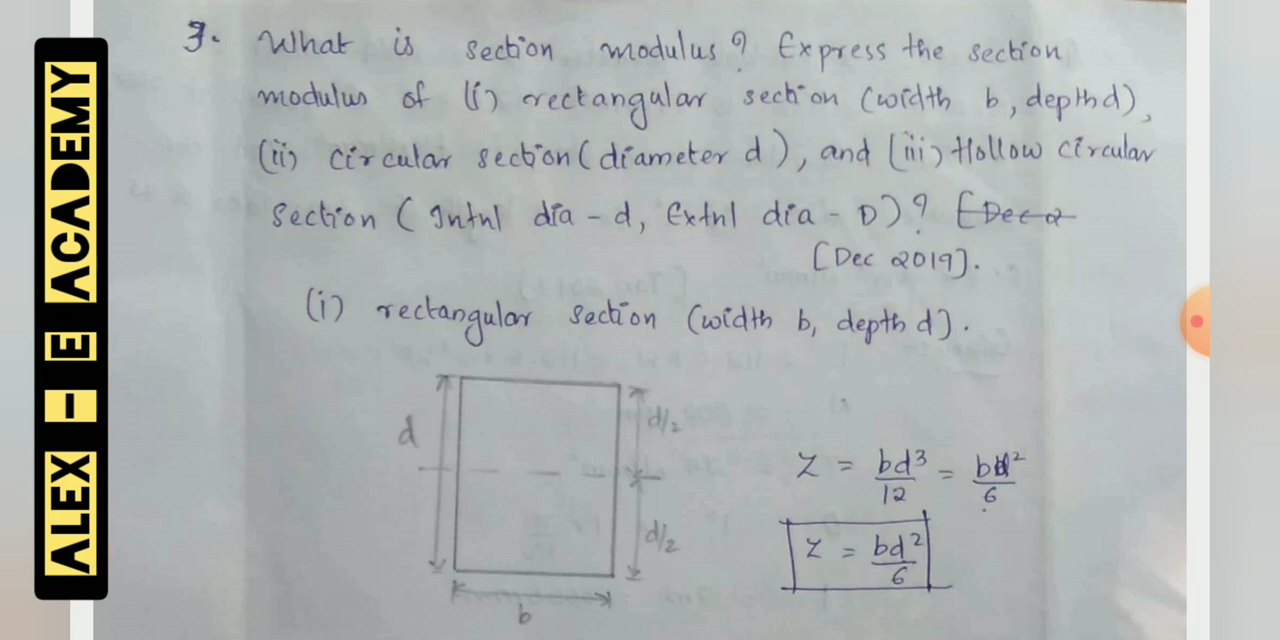 ALEX - E ACADEMY
3. What is section modulus? Express the section
modulus of (i) rectangular section (width b, depth d),
(ii) circular section (diameter d), and (iii) Hollow circular
section (Intnl dia - d, Extnl dia - D)? [Dec 2
[Dec 2019].
(i) rectangular section (width b, depth d).
d
d/2
d/2
b
Z = bd³/12 = bd²/6
Z = bd²/6